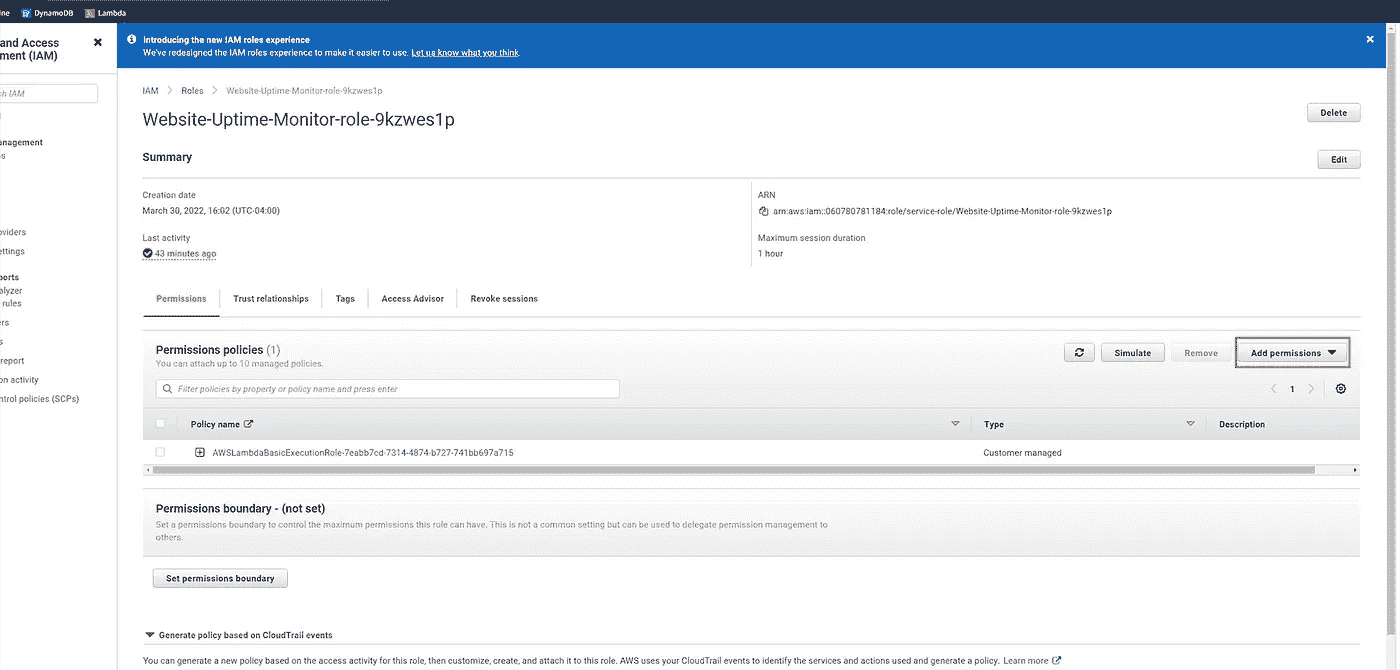 ne DynamoDB Lambda
and Access
ment (IAM)
ch IAM
anagement
os
oviders
ettings
ports
alyzer
rules
ers
s
report
on activity
ntrol policies (SCPs)
Introducing the new IAM roles experience
We've redesigned the IAM roles experience to make it easier to use. Let us know what you think.
IAM > Roles > Website-Uptime-Monitor-role-9kzwes1p
Website-Uptime-Monitor-role-9kzwes1p
Delete
Summary
Edit
Creation date
March 30, 2022, 16:02 (UTC-04:00)
ARN
arn:aws:iam::060780781184:role/service-role/Website-Uptime-Monitor-role-9kzwes1p
Last activity
43 minutes ago
Maximum session duration
1 hour
Permissions Trust relationships Tags Access Advisor Revoke sessions
Permissions policies (1)
You can attach up to 10 managed policies.
Simulate Remove Add permissions
Filter policies by property or policy name and press enter
1
Policy name Type Description
AWSLambdaBasicExecutionRole-7eabb7cd-7314-4874-b727-741bb697a715 Customer managed
Permissions boundary - (not set)
Set a permissions boundary to control the maximum permissions this role can have. This is not a common setting but can be used to delegate permission management to
others.
Set permissions boundary
Generate policy based on CloudTrail events
You can generate a new policy based on the access activity for this role, then customize, create, and attach it to this role. AWS uses your CloudTrail events to identify the services and actions used and generate a policy. Learn more